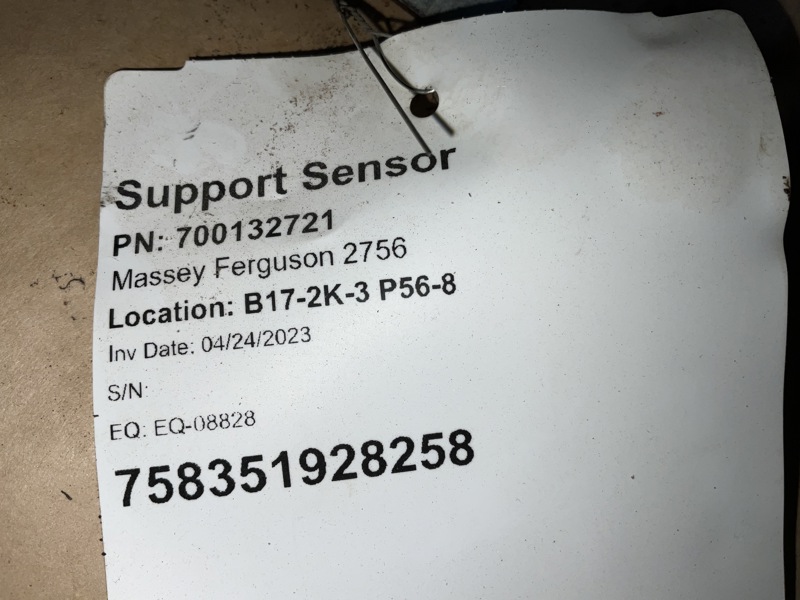 Support Sensor
PN: 700132721
Massey Ferguson 2756
Location: B17-2K-3 P56-8
Inv Date: 04/24/2023
S/N:
EQ: EQ-08828
758351928258